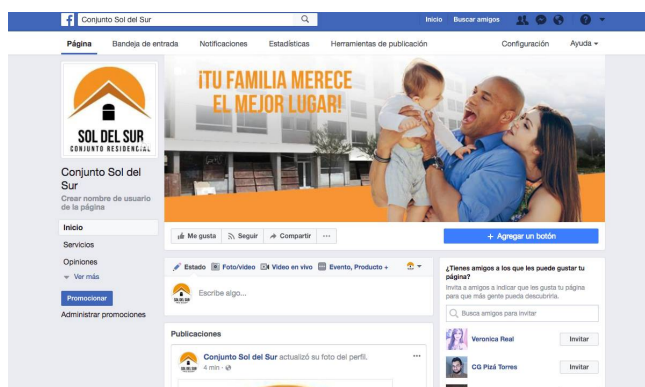 Conjunto Sol del Sur
Inicio Buscar amigos
Página Bandeja de entrada Notificaciones Estadísticas Herramientas de publicación Configuración Ayuda
¡TU FAMILIA MERECE
EL MEJOR LUGAR!
SOL DEL SUR
CONJUNTO RESIDENCIAL
Conjunto Sol del
Sur
Crear nombre de usuario
de la página
Inicio
Servicios
Opiniones
Ver más
Promocionar
Administrar promociones
Me gusta Seguir Compartir ...
+ Agregar un botón
Estado Foto/video Video en vivo Evento, Producto +
Escribe algo...
Publicaciones
Conjunto Sol del Sur actualizó su foto del perfil.
4 min ·
¿Tienes amigos a los que les puede gustar tu
página?
Invita a amigos a indicar que les gusta tu página
para que más gente pueda descubrirla.
Busca amigos para invitar
Veronica Real Invitar
CG Pizá Torres Invitar